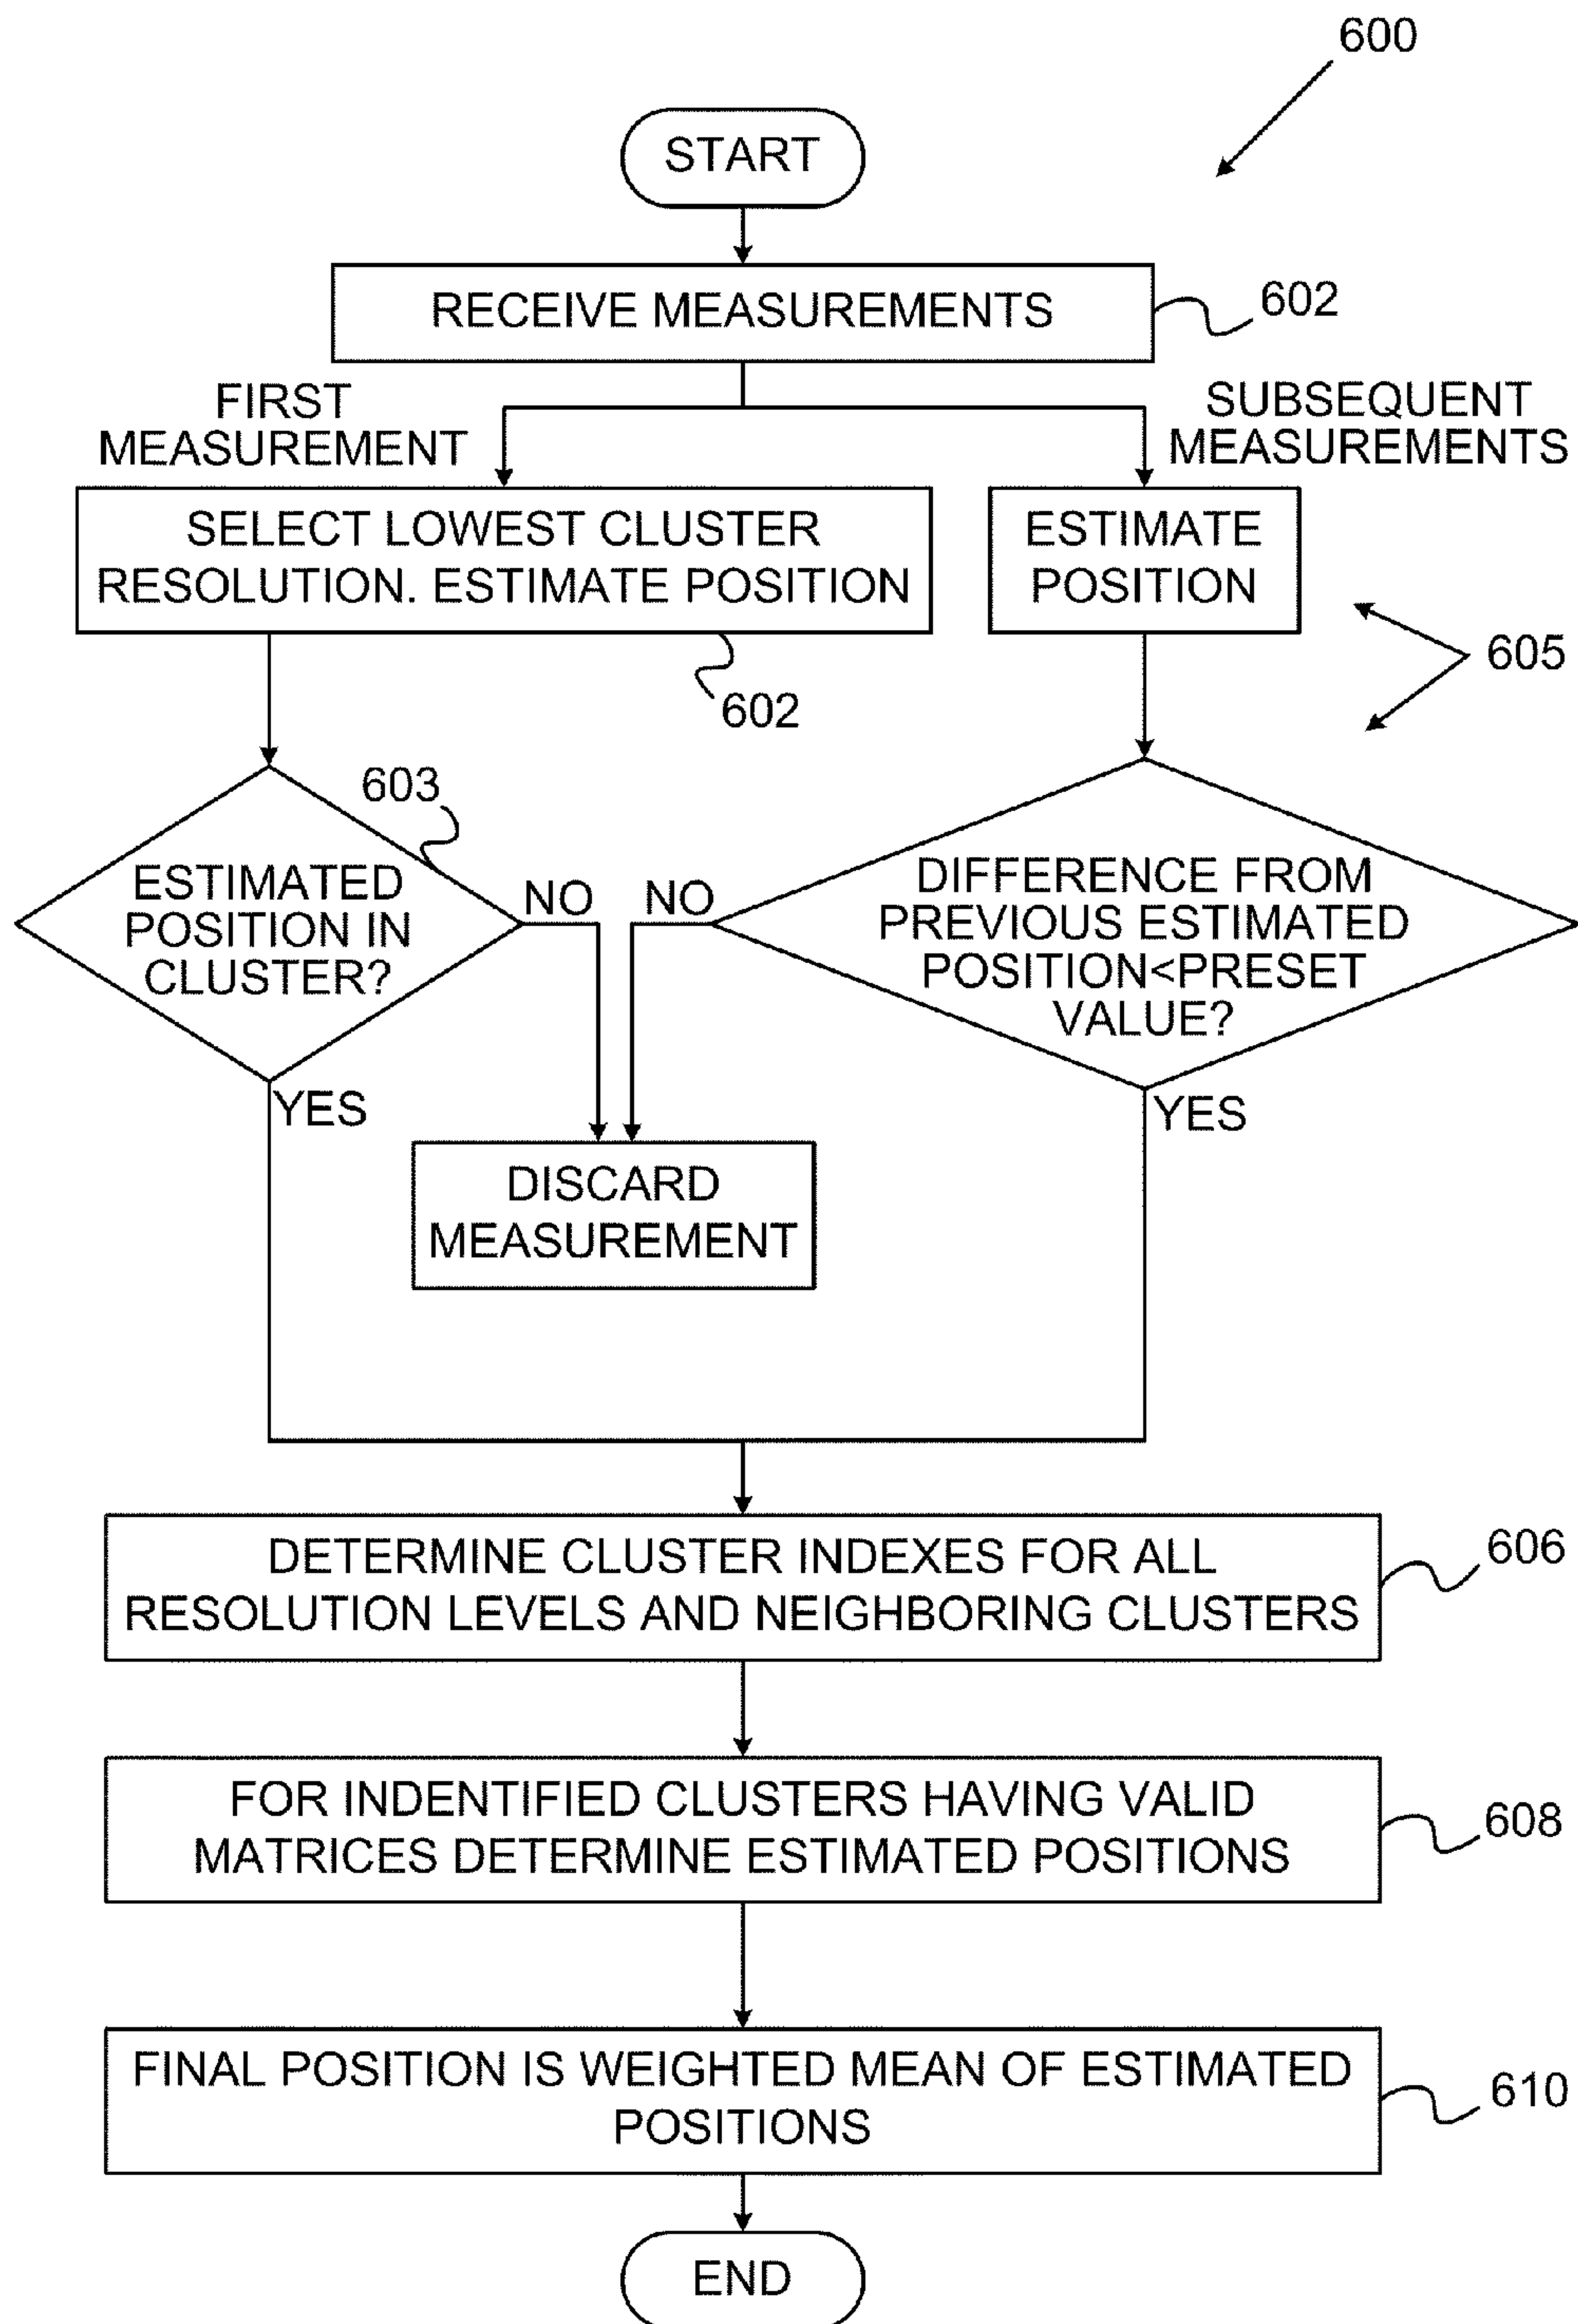 600
START
RECEIVE MEASUREMENTS
602
FIRST
MEASUREMENT
SUBSEQUENT
MEASUREMENTS
SELECT LOWEST CLUSTER
RESOLUTION. ESTIMATE POSITION
602
ESTIMATE
POSITION
605
603
ESTIMATED
POSITION IN
CLUSTER?
NO
NO
DIFFERENCE FROM
PREVIOUS ESTIMATED
POSITION<PRESET
VALUE?
YES
YES
DISCARD
MEASUREMENT
DETERMINE CLUSTER INDEXES FOR ALL
RESOLUTION LEVELS AND NEIGHBORING CLUSTERS
606
FOR INDENTIFIED CLUSTERS HAVING VALID
MATRICES DETERMINE ESTIMATED POSITIONS
608
FINAL POSITION IS WEIGHTED MEAN OF ESTIMATED
POSITIONS
610
END